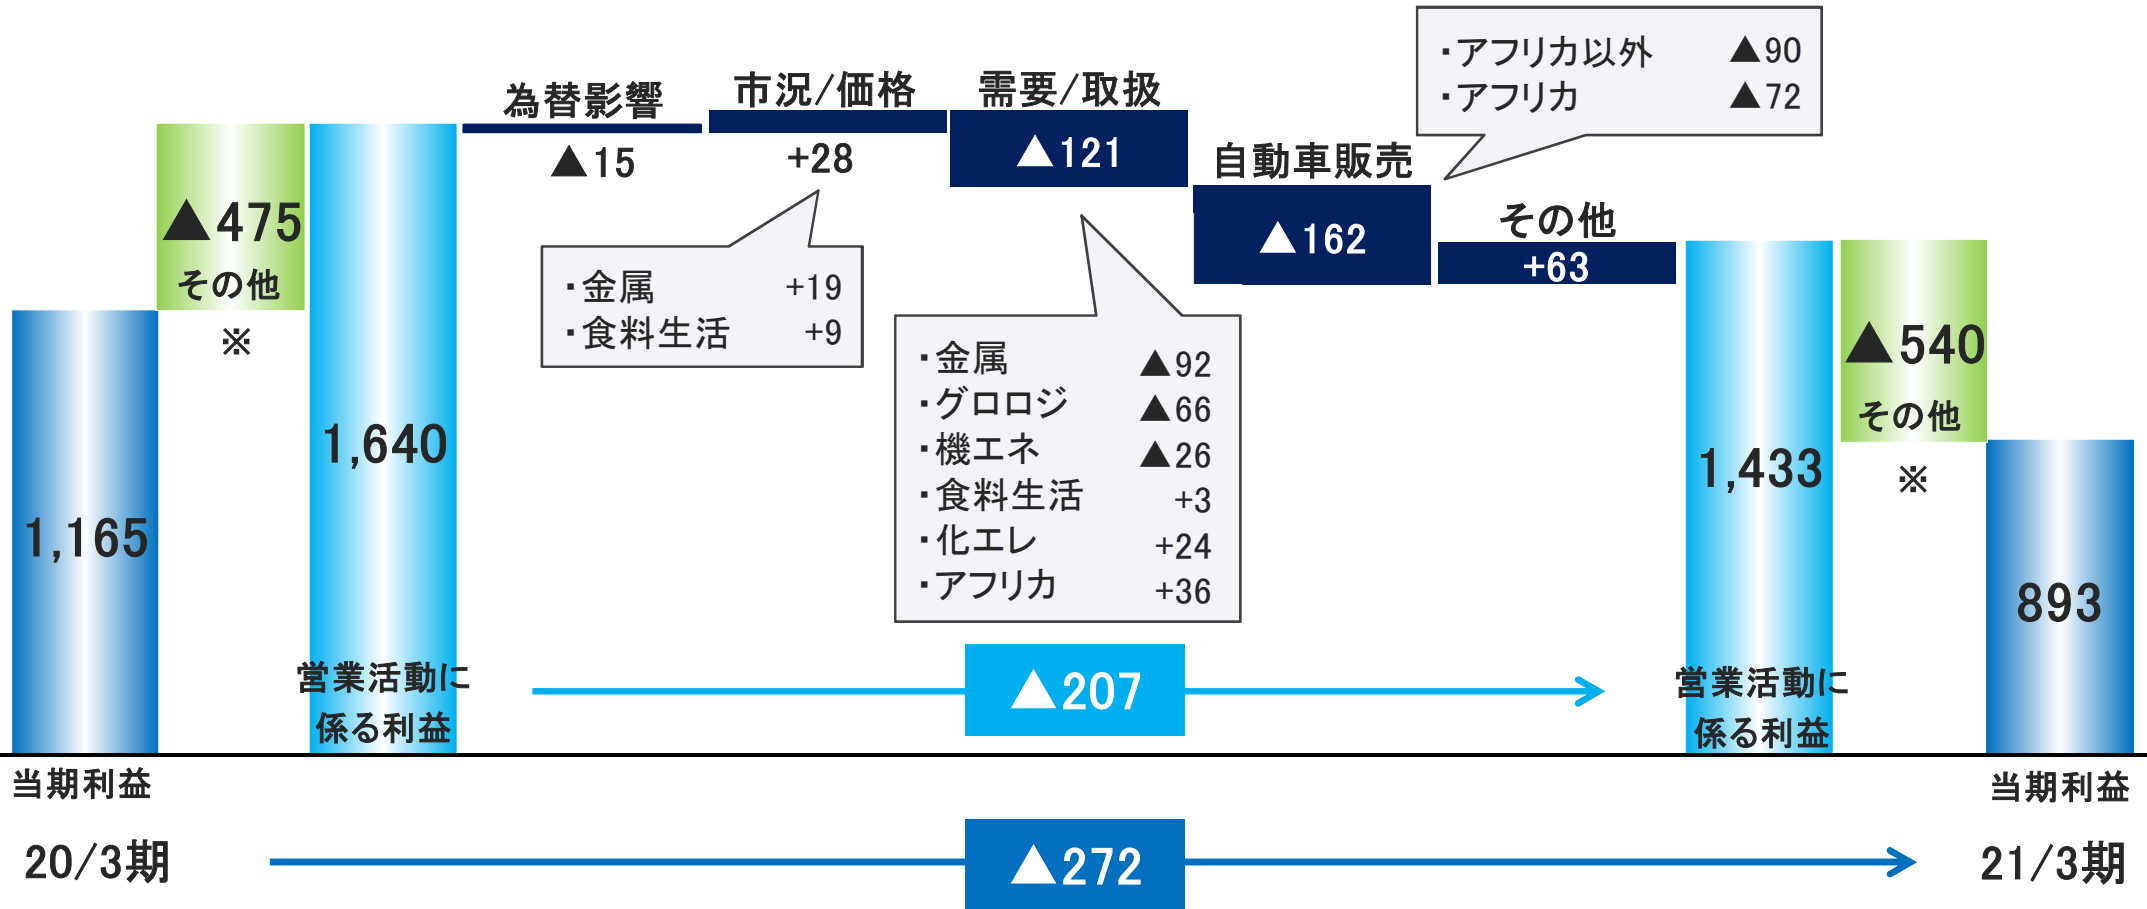 ▲475
その他
※
1,165
当期利益
20/3期
1,640
営業活動に
係る利益
為替影響
▲15
市況/価格
+28
・金属 +19
・食料生活 +9
需要/取扱
▲121
・金属 ▲92
・グロロジ ▲66
・機エネ ▲26
・食料生活 +3
・化エレ +24
・アフリカ +36
自動車販売
▲162
・アフリカ以外 ▲90
・アフリカ ▲72
その他
+63
1,433
営業活動に
係る利益
▲540
その他
※
893
当期利益
21/3期
▲207
▲272